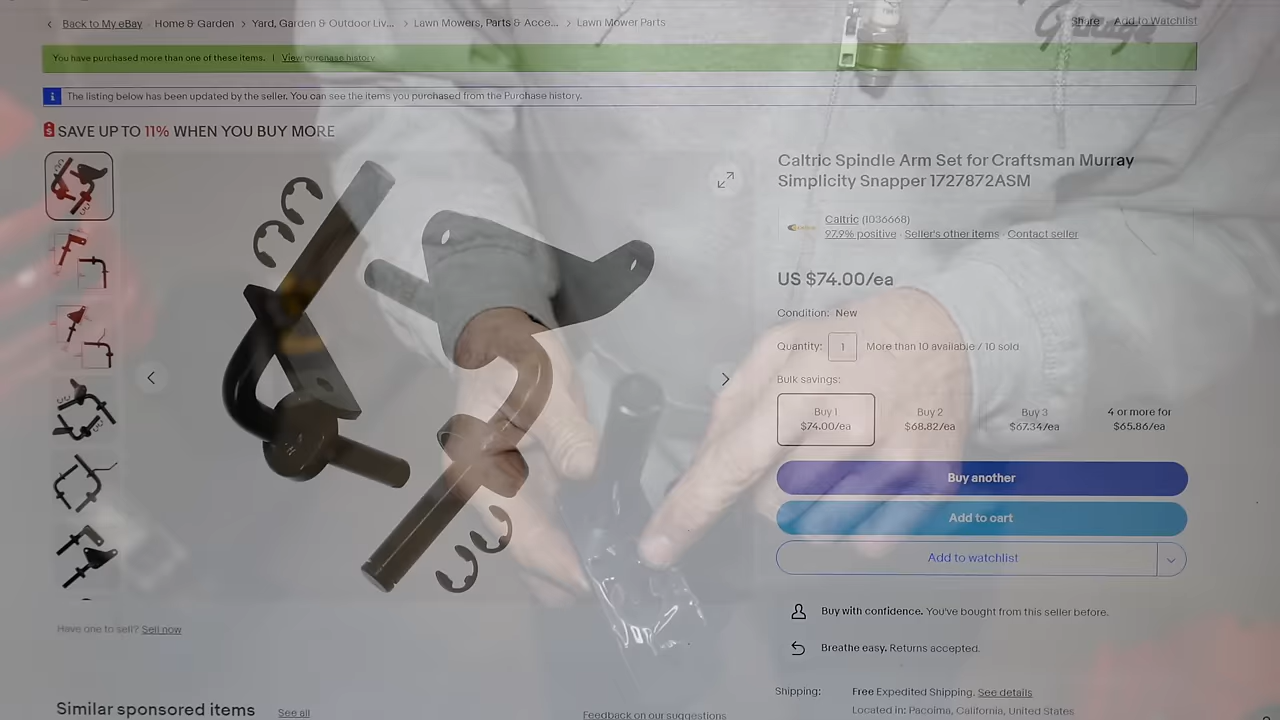 Back to My eBay
Home & Garden
Yard, Garden & Outdoor Liv...
Lawn Mowers, Parts & Acce...
Lawn Mower Parts
Share
Add to Watchlist
Garage
You have purchased more than one of these items. | View purchase history
The listing below has been updated by the seller. You can see the items you purchased from the Purchase history.
SAVE UP TO 11% WHEN YOU BUY MORE
Caltric Spindle Arm Set for Craftsman Murray
Simplicity Snapper 1727872ASM
Caltric (1036668)
97.9% positive · Seller's other items · Contact seller
US $74.00/ea
Condition: New
Quantity: 1 More than 10 available / 10 sold
Bulk savings:
Buy 1
$74.00/ea
Buy 2
$68.82/ea
Buy 3
$67.34/ea
4 or more for
$65.86/ea
Buy another
Add to cart
Add to watchlist
Buy with confidence. You've bought from this seller before.
Breathe easy. Returns accepted.
Have one to sell? Sell now
Shipping: Free Expedited Shipping. See details
Located in: Pacoima, California, United States
Similar sponsored items See all
Feedback on our suggestions